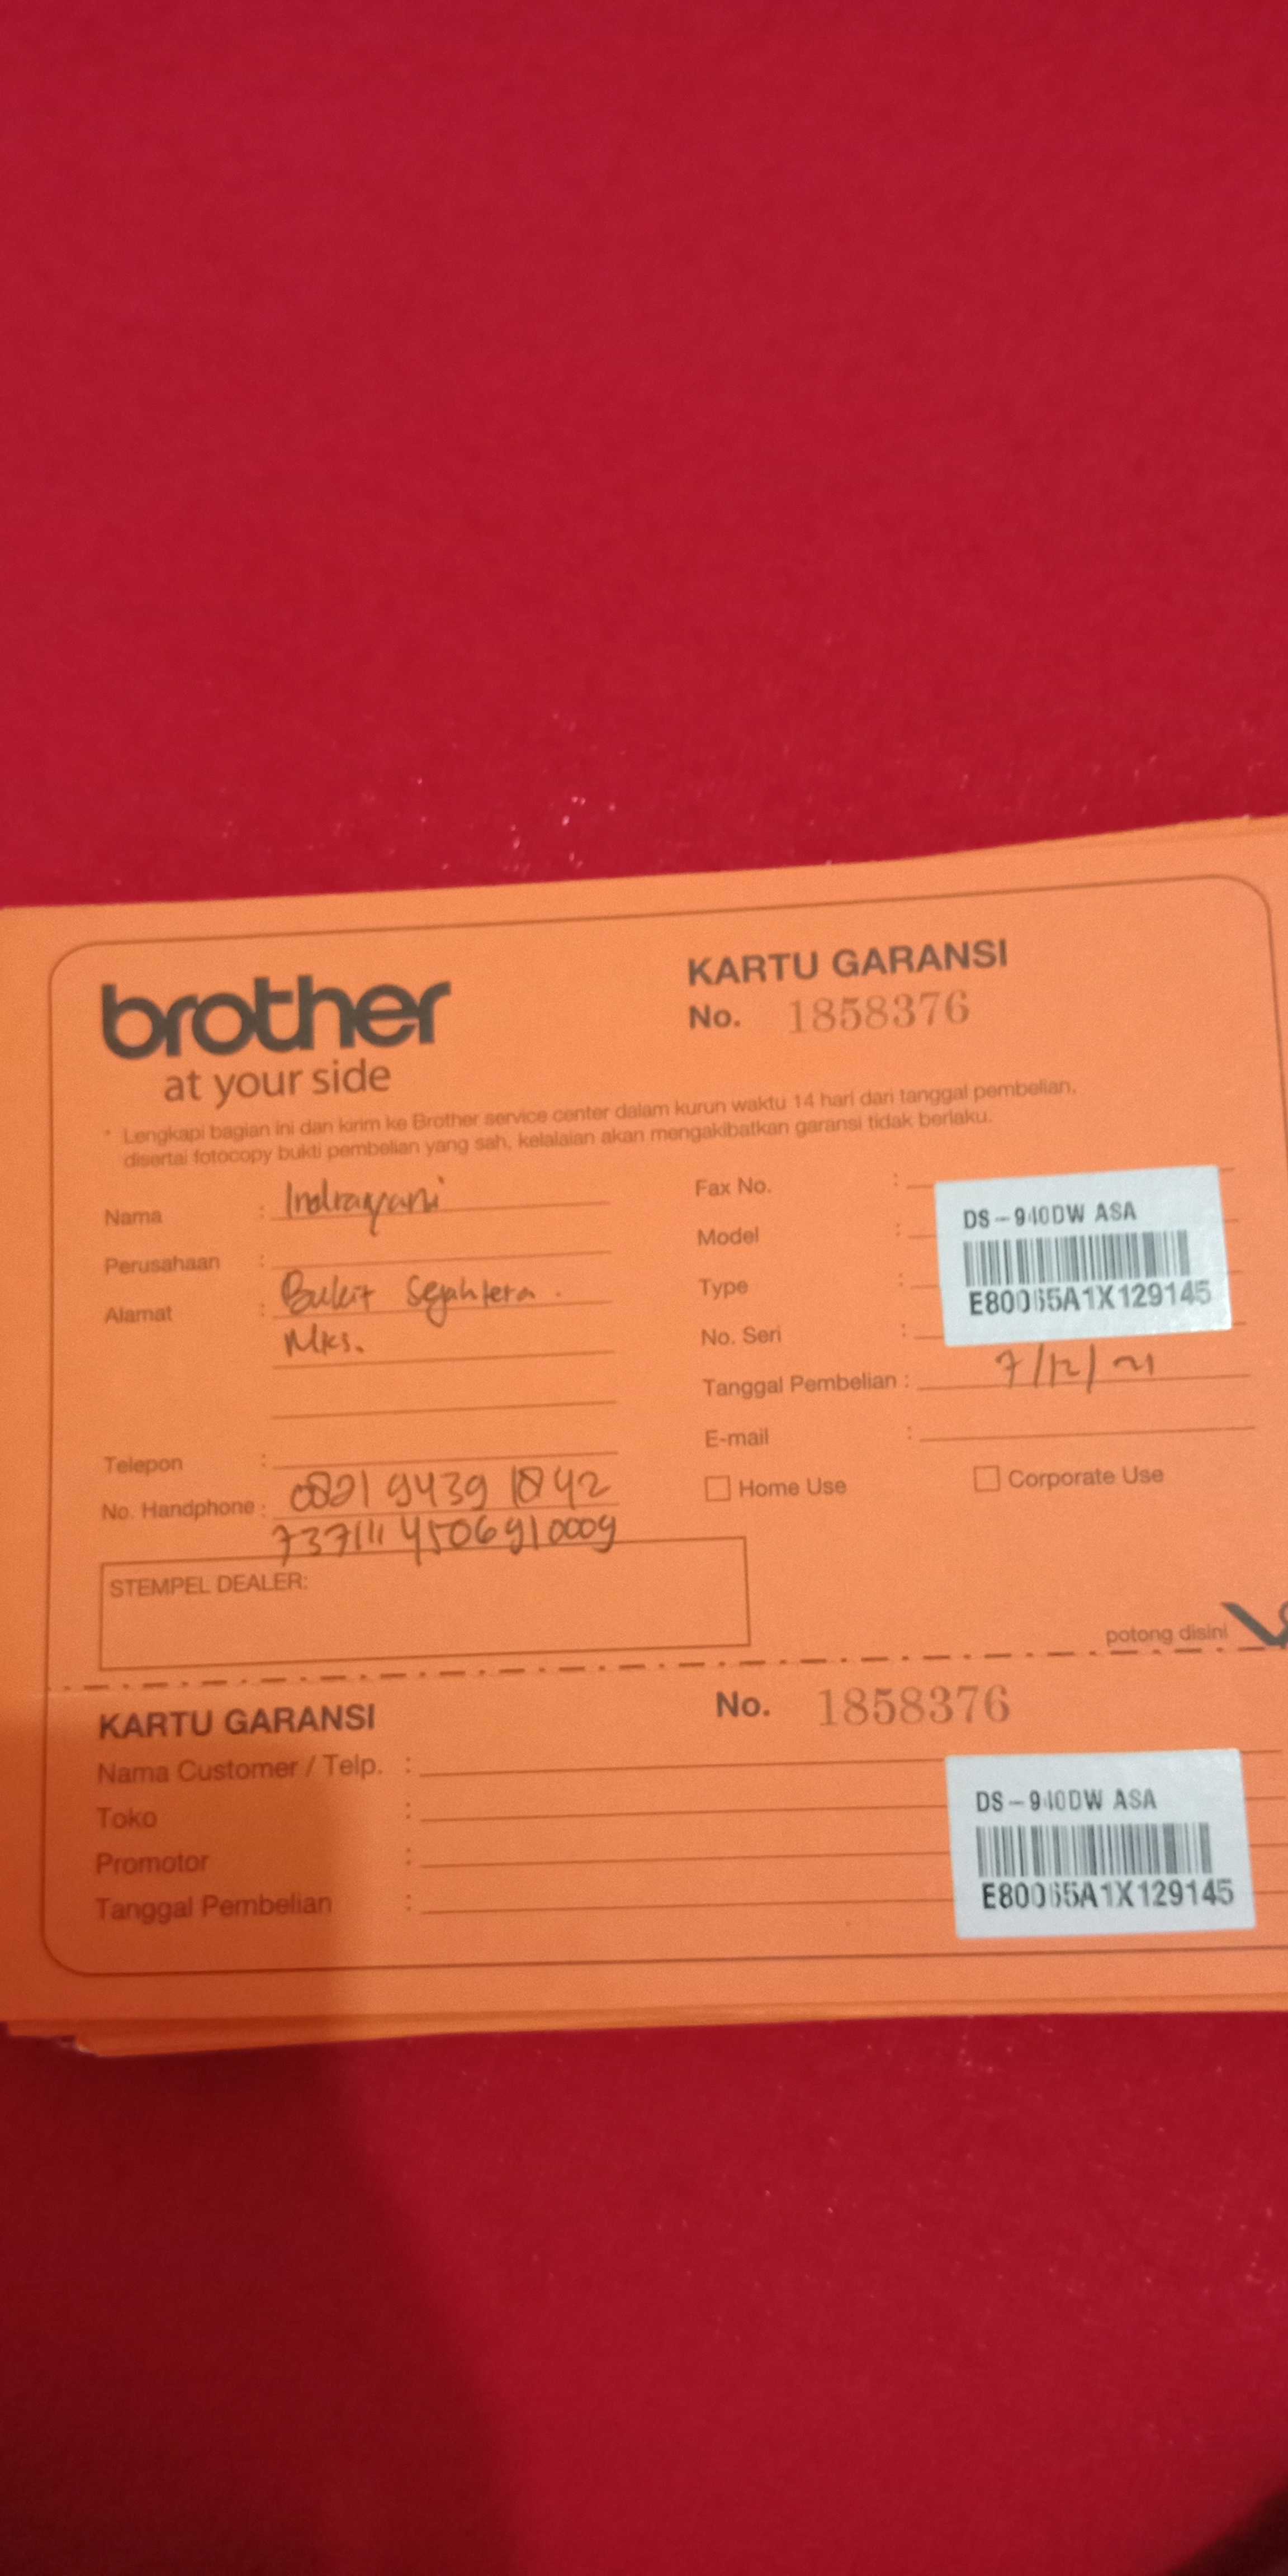 brother
at your side
KARTU GARANSI
No. 1858376
* Lengkapi bagian ini dan kirim ke Brother service center dalam kurun waktu 14 hari dari tanggal pembelian,
disertai fotocopy bukti pembelian yang sah, kelalaian akan mengakibatkan garansi tidak berlaku.
Nama : Indrayani
Perusahaan :
Alamat : Bukit Sejahtera.
Mks.
Telepon :
No. Handphone : 0821 9439 1842
737111 4506910009
Fax No. :
Model :
Type :
No. Seri :
DS-940DW ASA
E80065A1X129145
Tanggal Pembelian : 7/12/21
E-mail :
Home Use
Corporate Use
STEMPEL DEALER:
potong disini
KARTU GARANSI
No. 1858376
Nama Customer / Telp. :
Toko :
Promotor :
Tanggal Pembelian :
DS-940DW ASA
E80065A1X129145